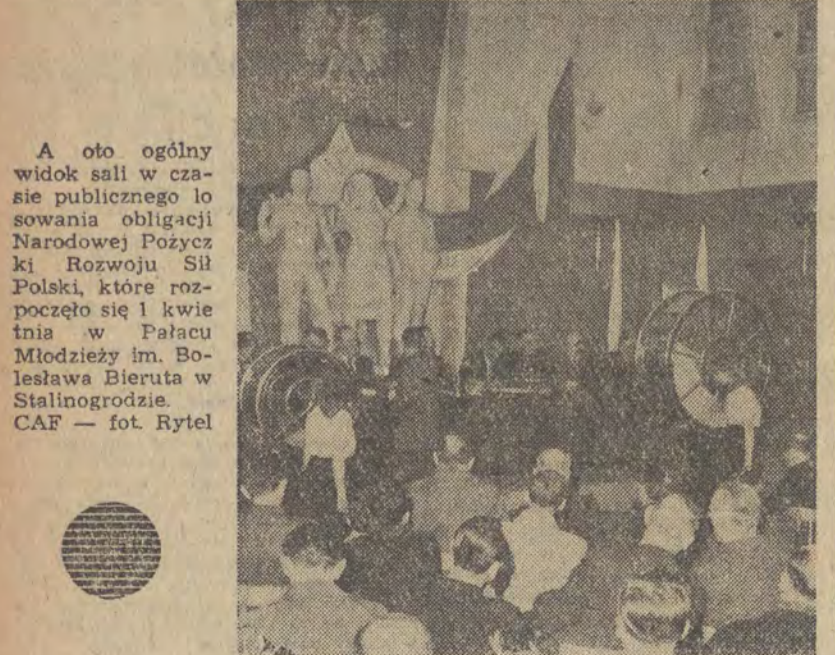 A oto ogólny
widok sali w cza-
sie publicznego lo
sowania obligacji
Narodowej Pożycz
ki Rozwoju Sił
Polski, które roz-
poczęło się 1 kwie
tnia w Pałacu
Młodzieży im. Bo-
lesława Bieruta w
Stalinogrodzie.
CAF — fot. Rytel